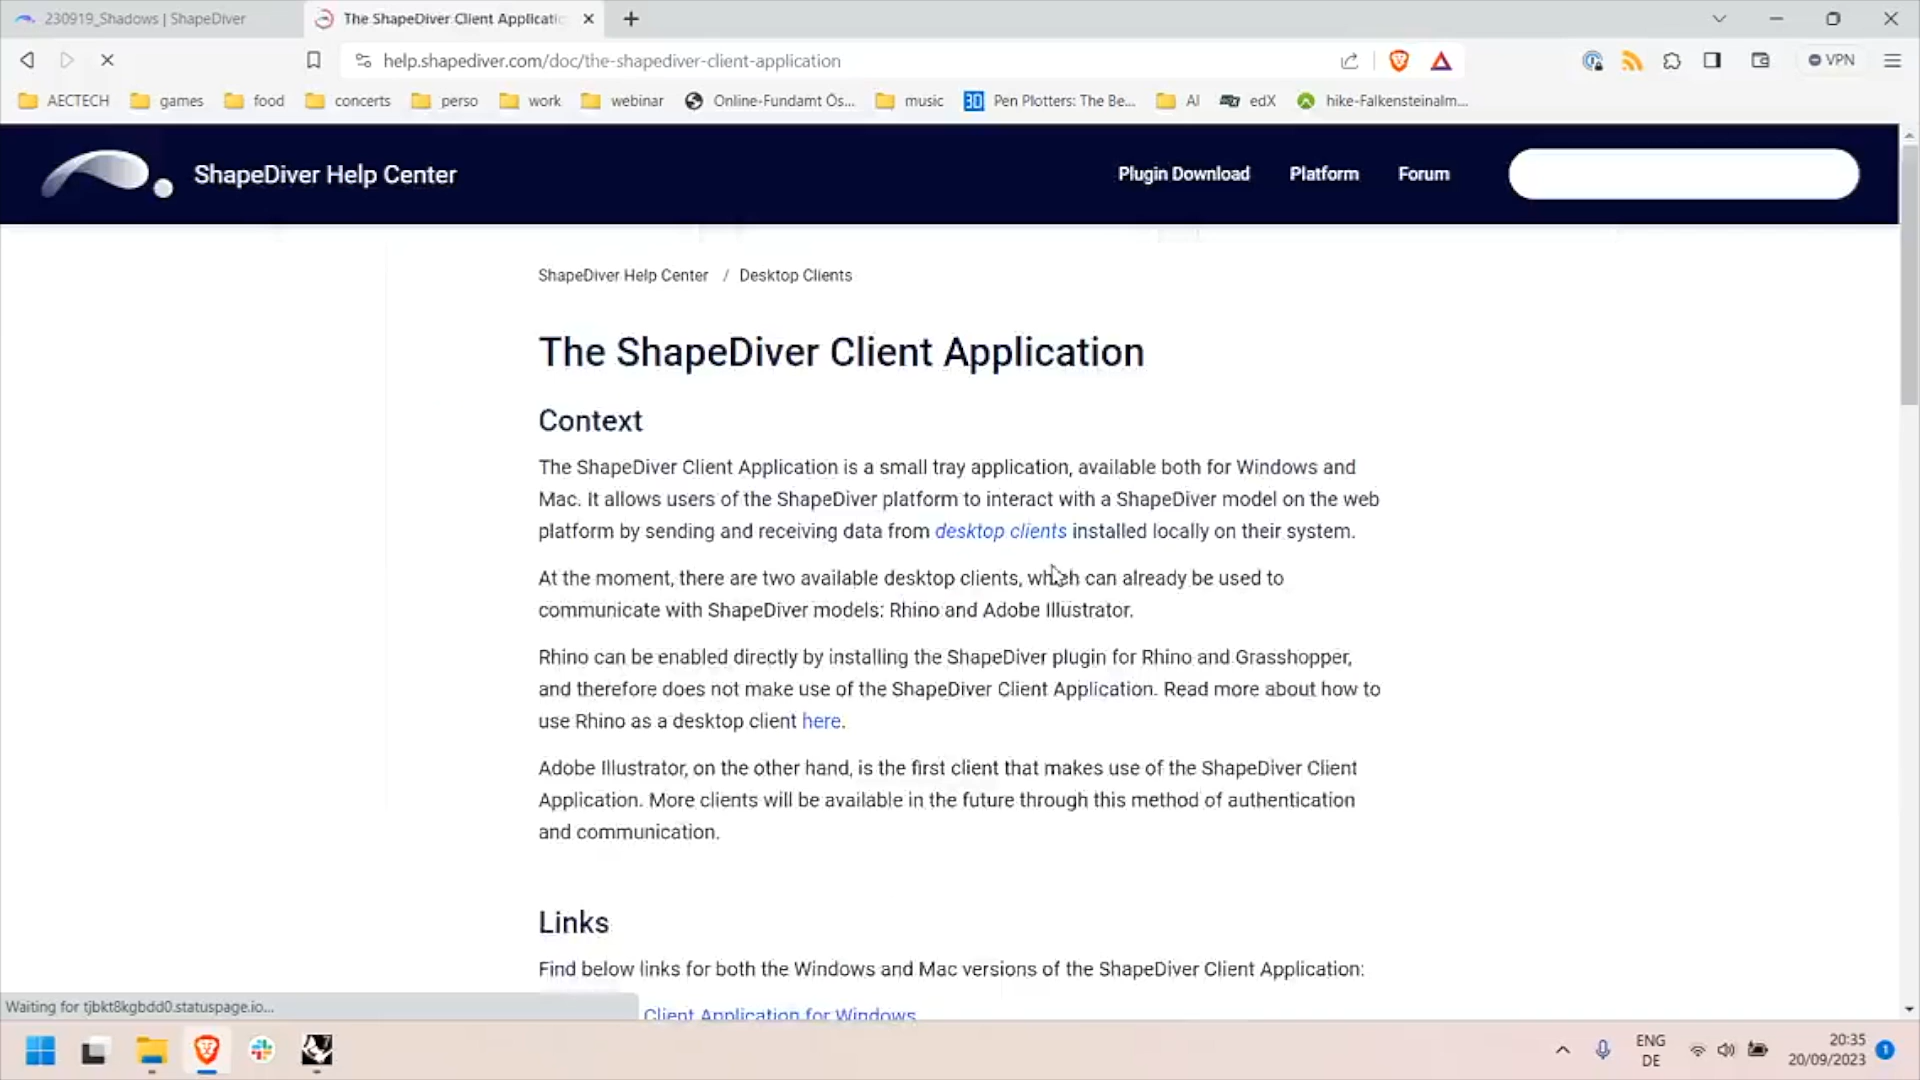 230919_Shadows | ShapeDiver
The ShapeDiver Client Applicatio
help.shapediver.com/doc/the-shapediver-client-application
VPN
AECTECH games food concerts perso work webinar Online-Fundamt Ös... music 3D Pen Plotters: The Be... AI edX hike-Falkensteinalm...
ShapeDiver Help Center
Plugin Download Platform Forum
ShapeDiver Help Center / Desktop Clients
The ShapeDiver Client Application
Context
The ShapeDiver Client Application is a small tray application, available both for Windows and
Mac. It allows users of the ShapeDiver platform to interact with a ShapeDiver model on the web
platform by sending and receiving data from desktop clients installed locally on their system.
At the moment, there are two available desktop clients, which can already be used to
communicate with ShapeDiver models: Rhino and Adobe Illustrator.
Rhino can be enabled directly by installing the ShapeDiver plugin for Rhino and Grasshopper,
and therefore does not make use of the ShapeDiver Client Application. Read more about how to
use Rhino as a desktop client here.
Adobe Illustrator, on the other hand, is the first client that makes use of the ShapeDiver Client
Application. More clients will be available in the future through this method of authentication
and communication.
Links
Find below links for both the Windows and Mac versions of the ShapeDiver Client Application:
Client Application for Windows
Waiting for tjbkt8kgbdd0.statuspage.io...
ENG
DE
20:35
20/09/2023
1